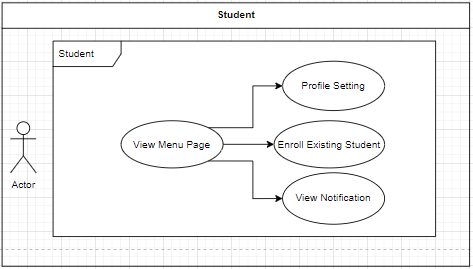 Student
Student
Profile Setting
View Menu Page
Enroll Existing Student
View Notification
Actor